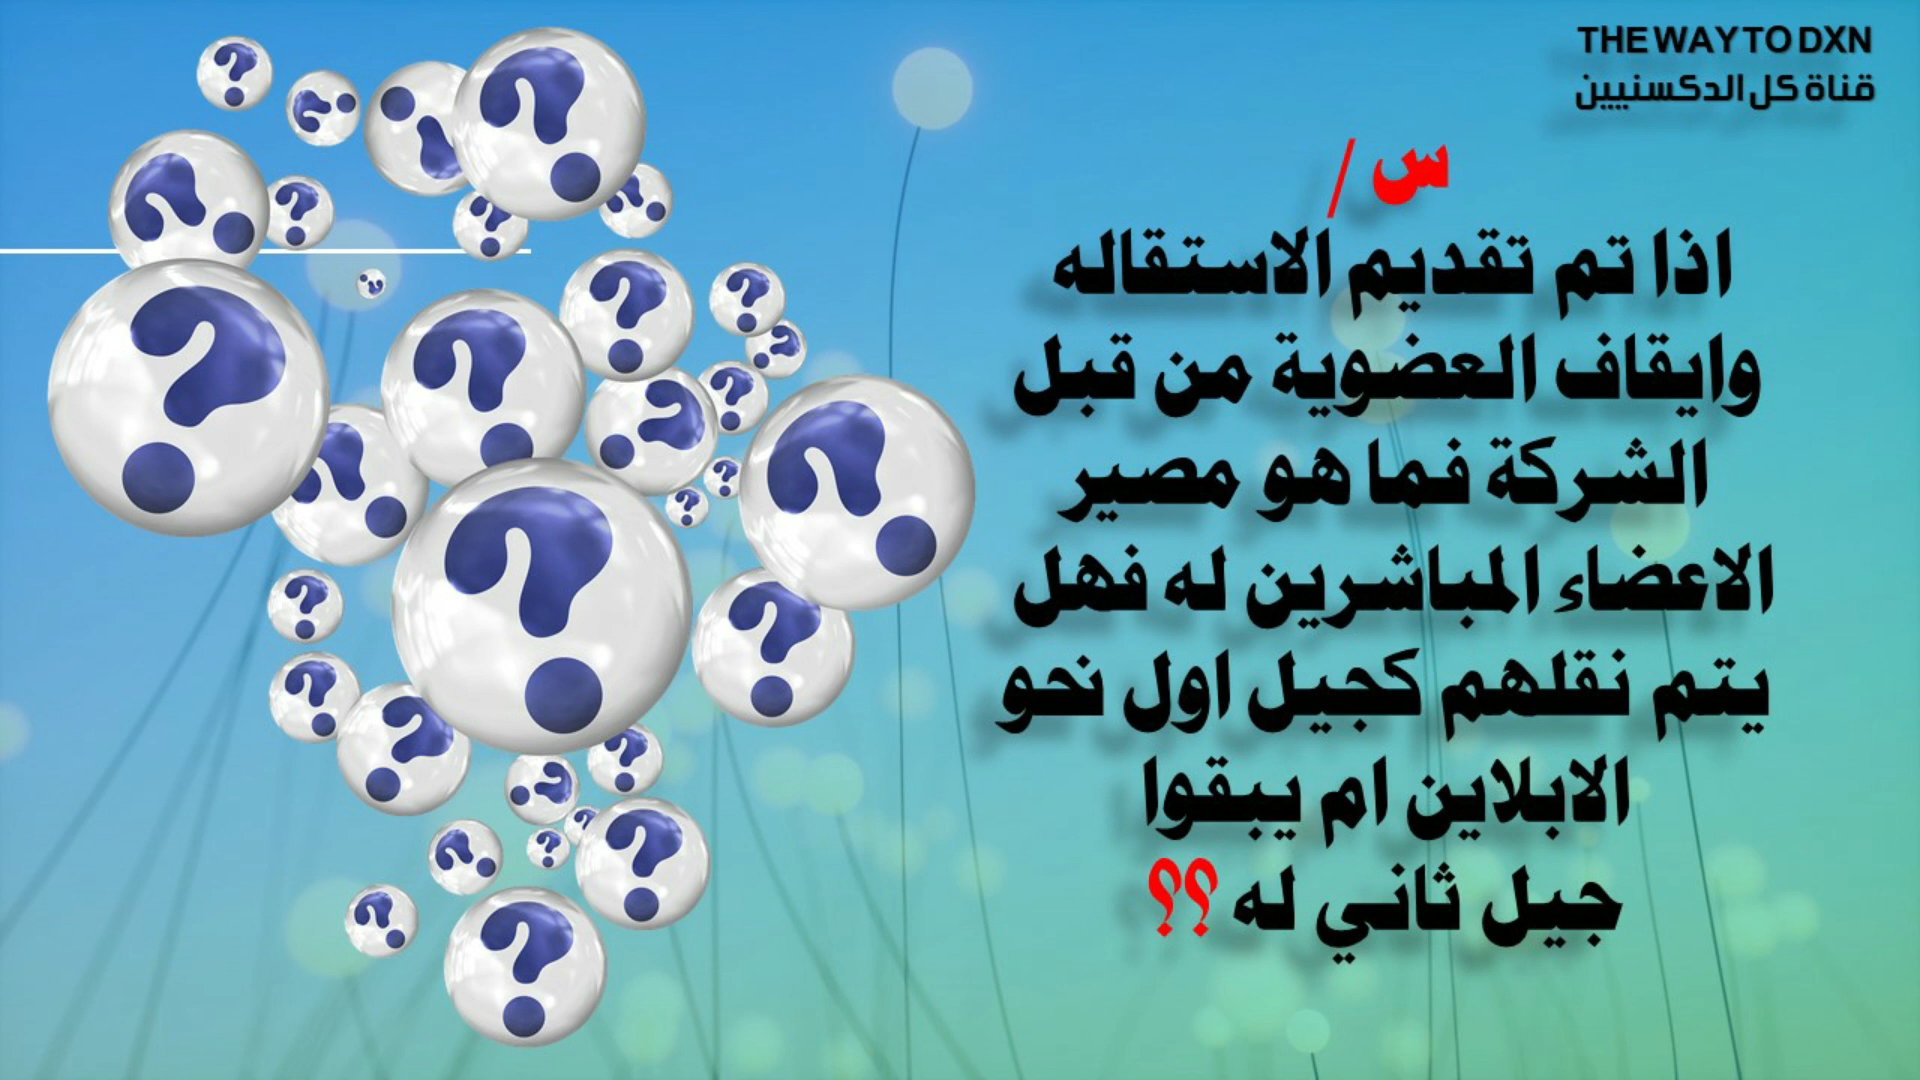 THE WAY TO DXN
قناة كل الدكسنيين
س /
اذا تم تقديم الاستقاله
وايقاف العضوية من قبل
الشركة فما هو مصير
الاعضاء المباشرين له فهل
يتم نقلهم كجيل اول نحو
الابلاين ام يبقوا
جيل ثاني له ؟؟